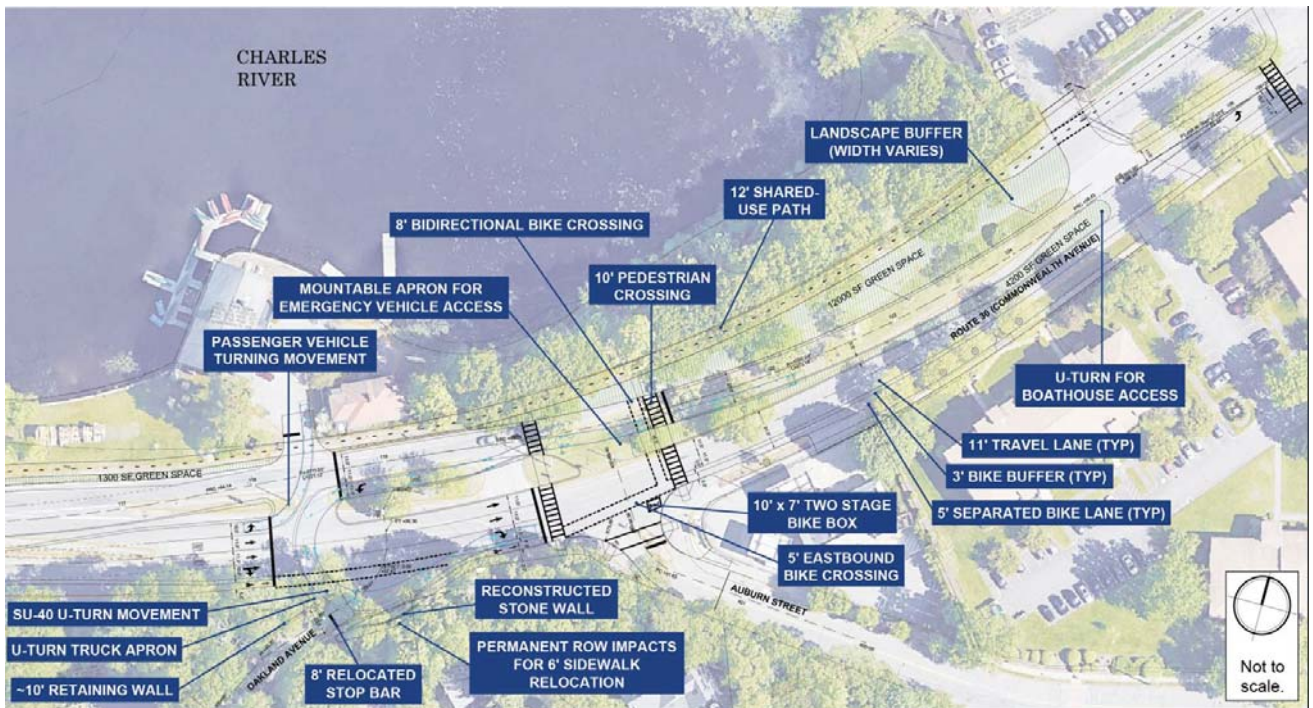 CHARLES
RIVER
LANDSCAPE BUFFER
(WIDTH VARIES)
12' SHARED-
USE PATH
8' BIDIRECTIONAL BIKE CROSSING
10' PEDESTRIAN
CROSSING
MOUNTABLE APRON FOR
EMERGENCY VEHICLE ACCESS
PASSENGER VEHICLE
TURNING MOVEMENT
12000 SF GREEN SPACE
4200 SF GREEN SPACE
ROUTE 30 (COMMONWEALTH AVENUE)
U-TURN FOR
BOATHOUSE ACCESS
11' TRAVEL LANE (TYP)
3' BIKE BUFFER (TYP)
5' SEPARATED BIKE LANE (TYP)
1300 SF GREEN SPACE
10' x 7' TWO STAGE
BIKE BOX
5' EASTBOUND
BIKE CROSSING
AUBURN STREET
SU-40 U-TURN MOVEMENT
U-TURN TRUCK APRON
~10' RETAINING WALL
OAKLAND AVENUE
8' RELOCATED
STOP BAR
RECONSTRUCTED
STONE WALL
PERMANENT ROW IMPACTS
FOR 6' SIDEWALK
RELOCATION
Not to
scale.